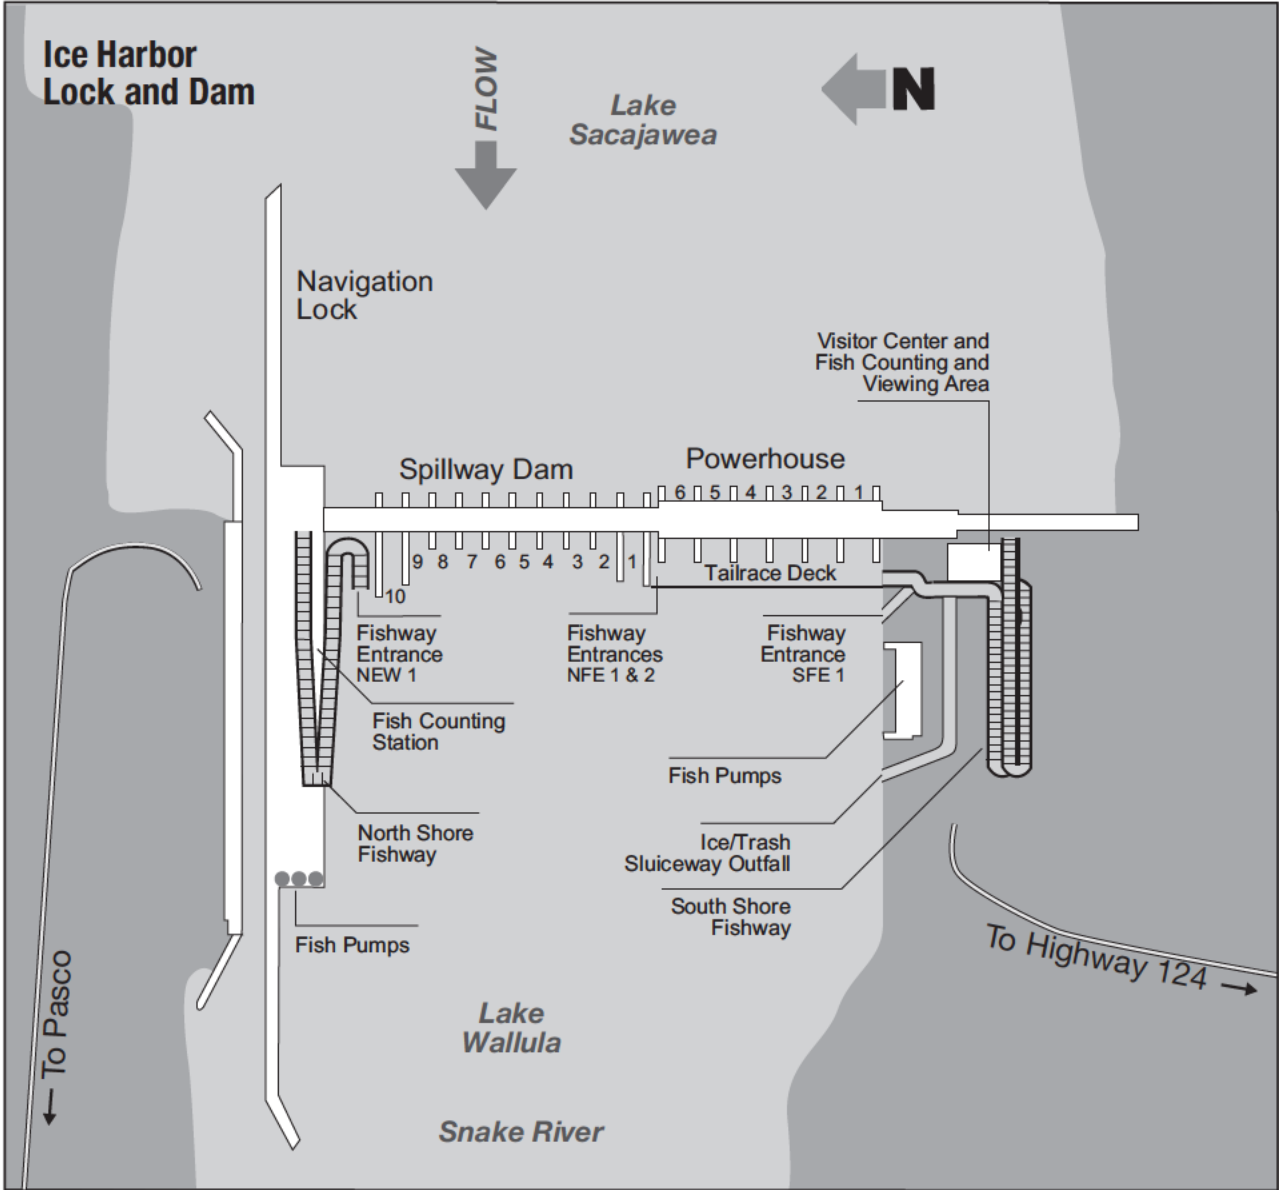 Ice Harbor
Lock and Dam
FLOW
Lake
Sacajawea
N
Navigation
Lock
Visitor Center and
Fish Counting and
Viewing Area
Spillway Dam
Powerhouse
6 5 4 3 2 1
10 9 8 7 6 5 4 3 2 1
Tailrace Deck
Fishway
Entrance
NEW 1
Fishway
Entrances
NFE 1 & 2
Fishway
Entrance
SFE 1
Fish Counting
Station
Fish Pumps
North Shore
Fishway
Ice/Trash
Sluiceway Outfall
South Shore
Fishway
Fish Pumps
To Highway 124
To Pasco
Lake
Wallula
Snake River